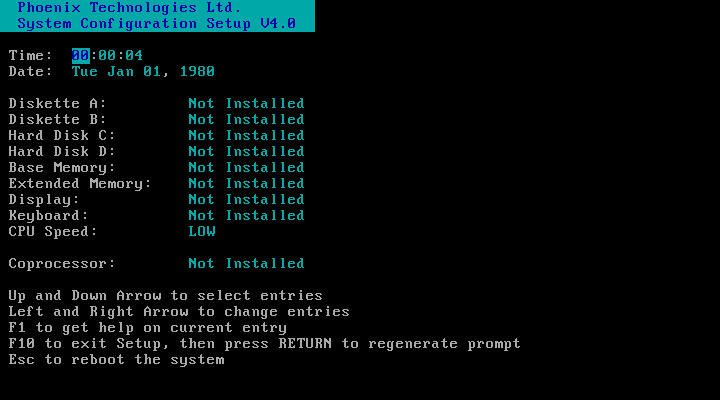 Phoenix Technologies Ltd.
System Configuration Setup V4.0
Time: 00:00:04
Date: Tue Jan 01, 1980
Diskette A: Not Installed
Diskette B: Not Installed
Hard Disk C: Not Installed
Hard Disk D: Not Installed
Base Memory: Not Installed
Extended Memory: Not Installed
Display: Not Installed
Keyboard: Not Installed
CPU Speed: LOW
Coprocessor: Not Installed
Up and Down Arrow to select entries
Left and Right Arrow to change entries
F1 to get help on current entry
F10 to exit Setup, then press RETURN to regenerate prompt
Esc to reboot the system